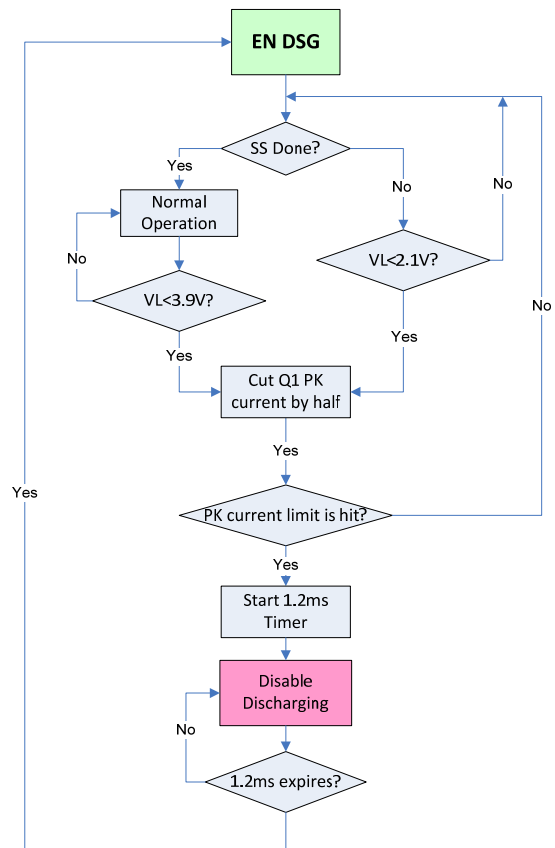 EN DSG
SS Done?
Yes
No
No
Normal
Operation
No
VL<3.9V?
VL<2.1V?
No
Yes
Yes
Cut Q1 PK
current by half
Yes
Yes
PK current limit is hit?
Yes
Start 1.2ms
Timer
Disable
Discharging
No
1.2ms expires?